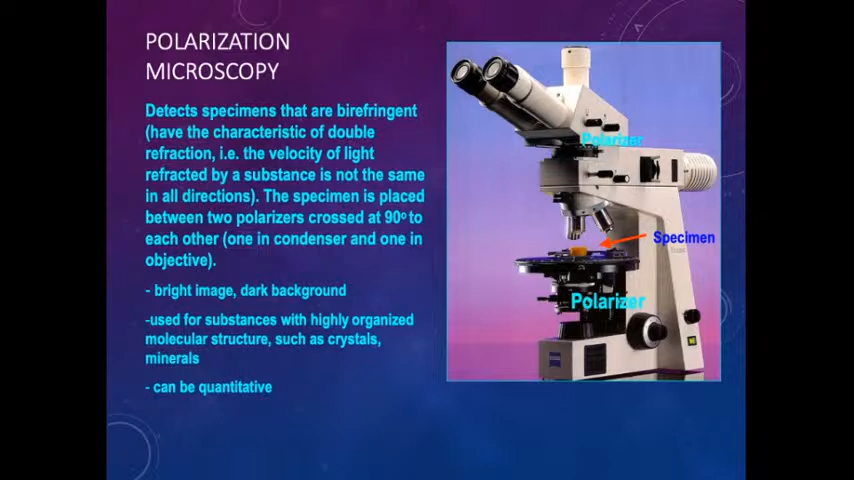 POLARIZATION
MICROSCOPY
Detects specimens that are birefringent
(have the characteristic of double
refraction, i.e. the velocity of light
refracted by a substance is not the same
in all directions). The specimen is placed
between two polarizers crossed at 90º to
each other (one in condenser and one in
objective).
- bright image, dark background
-used for substances with highly organized
molecular structure, such as crystals,
minerals
- can be quantitative
Polarizer
Specimen
Polarizer